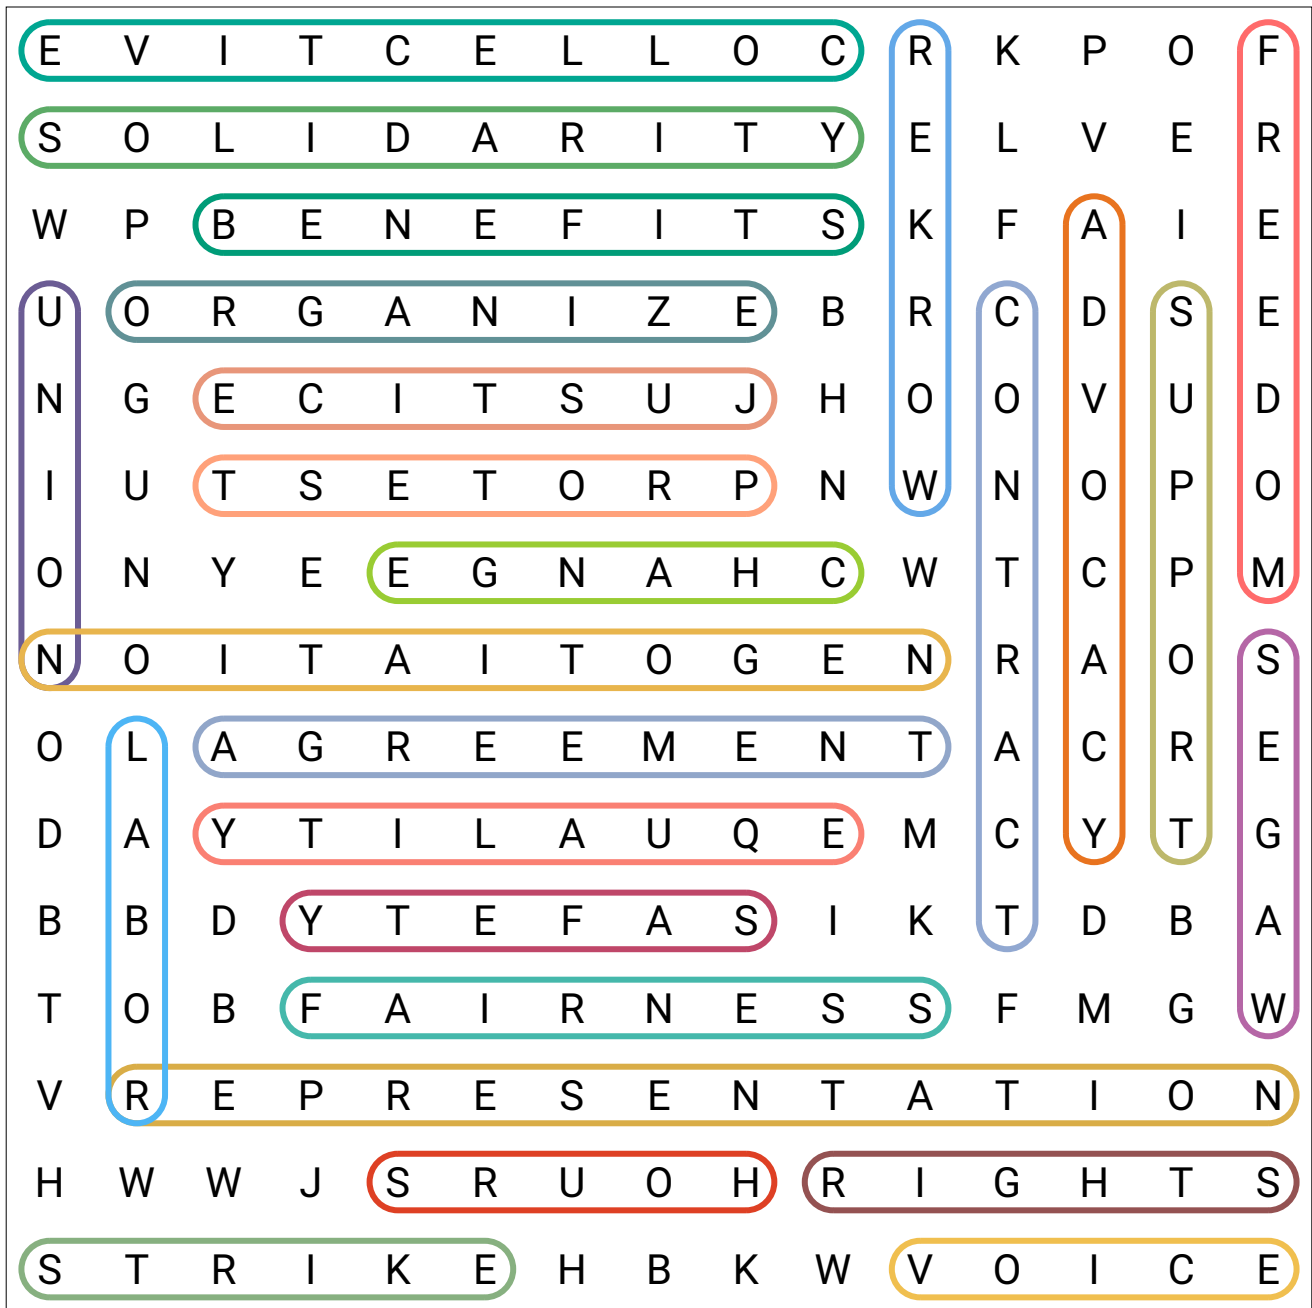 E V I T C E L L O C R K P O F
S O L I D A R I T Y E L V E R
W P B E N E F I T S K F A I E
U O R G A N I Z E B R C D S E
N G E C I T S U J H O O V U D
I U T S E T O R P N W N O P O
O N Y E E G N A H C W T C P M
N O I T A I T O G E N R A O S
O L A G R E E M E N T A C R E
D A Y T I L A U Q E M C Y T G
B B D Y T E F A S I K T D B A
T O B F A I R N E S S F M G W
V R E P R E S E N T A T I O N
H W W J S R U O H R I G H T S
S T R I K E H B K W V O I C E